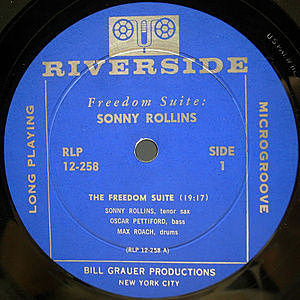 RIVERSIDE
Freedom Suite:
SONNY ROLLINS
LONG PLAYING
MICROGROOVE
RLP
12-258
SIDE
1
THE FREEDOM SUITE (19:17)
SONNY ROLLINS, tenor sax
OSCAR PETTIFORD, bass
MAX ROACH, drums
(RLP 12-258 A)
BILL GRAUER PRODUCTIONS
NEW YORK CITY